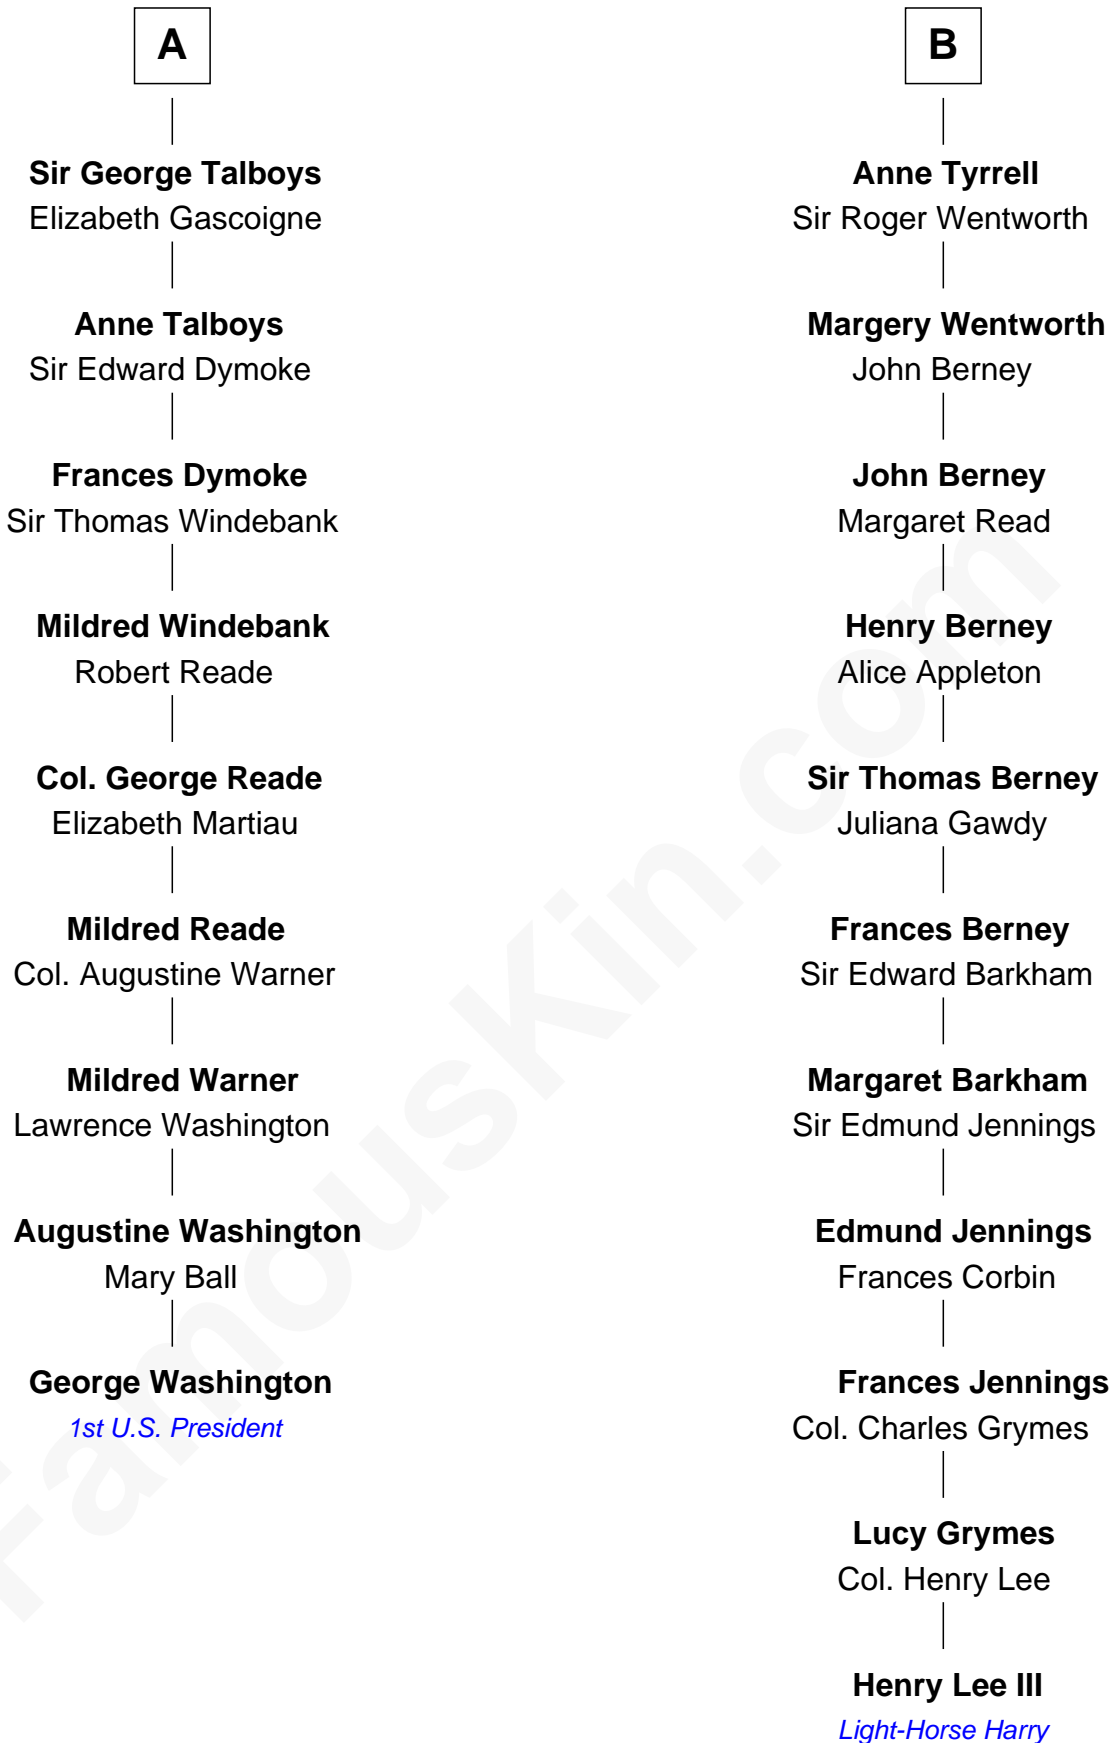 A
Sir George Talboys
Elizabeth Gascoigne
Anne Talboys
Sir Edward Dymoke
Frances Dymoke
Sir Thomas Windebank
Mildred Windebank
Robert Reade
Col. George Reade
Elizabeth Martiau
Mildred Reade
Col. Augustine Warner
Mildred Warner
Lawrence Washington
Augustine Washington
Mary Ball
George Washington
1st U.S. President
B
Anne Tyrrell
Sir Roger Wentworth
Margery Wentworth
John Berney
John Berney
Margaret Read
Henry Berney
Alice Appleton
Sir Thomas Berney
Juliana Gawdy
Frances Berney
Sir Edward Barkham
Margaret Barkham
Sir Edmund Jennings
Edmund Jennings
Frances Corbin
Frances Jennings
Col. Charles Grymes
Lucy Grymes
Col. Henry Lee
Henry Lee III
Light-Horse Harry
FamousKin.com